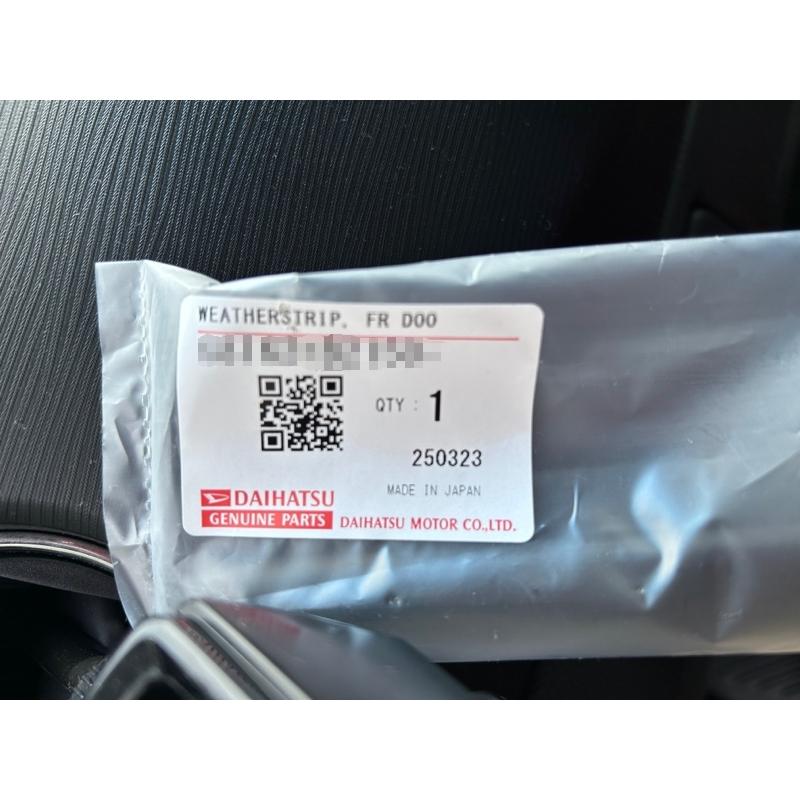 WEATHERSTRIP, FR DOO
QTY : 1
250323
MADE IN JAPAN
DAIHATSU
GENUINE PARTS
DAIHATSU MOTOR CO.,LTD.